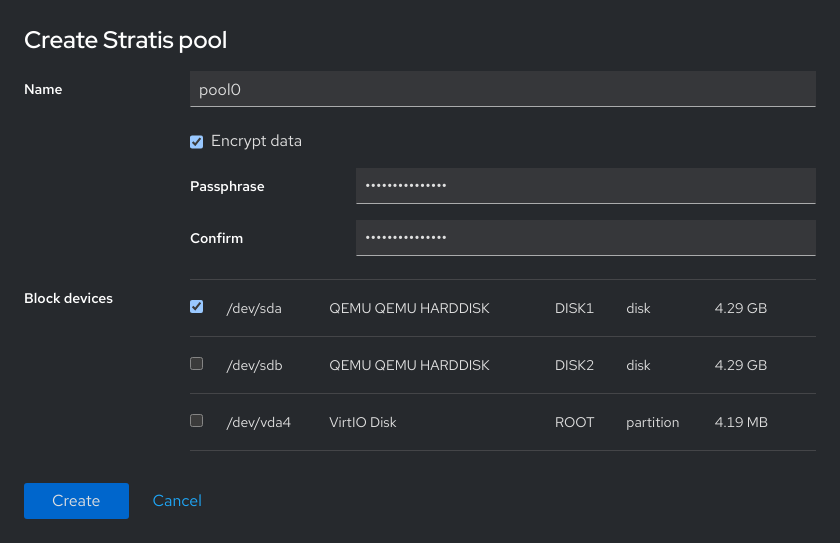 Create Stratis pool
Name pool0
Encrypt data
Passphrase •••••••••••••••
Confirm •••••••••••••••
Block devices
/dev/sda QEMU QEMU HARDDISK DISK1 disk 4.29 GB
/dev/sdb QEMU QEMU HARDDISK DISK2 disk 4.29 GB
/dev/vda4 VirtIO Disk ROOT partition 4.19 MB
Create Cancel